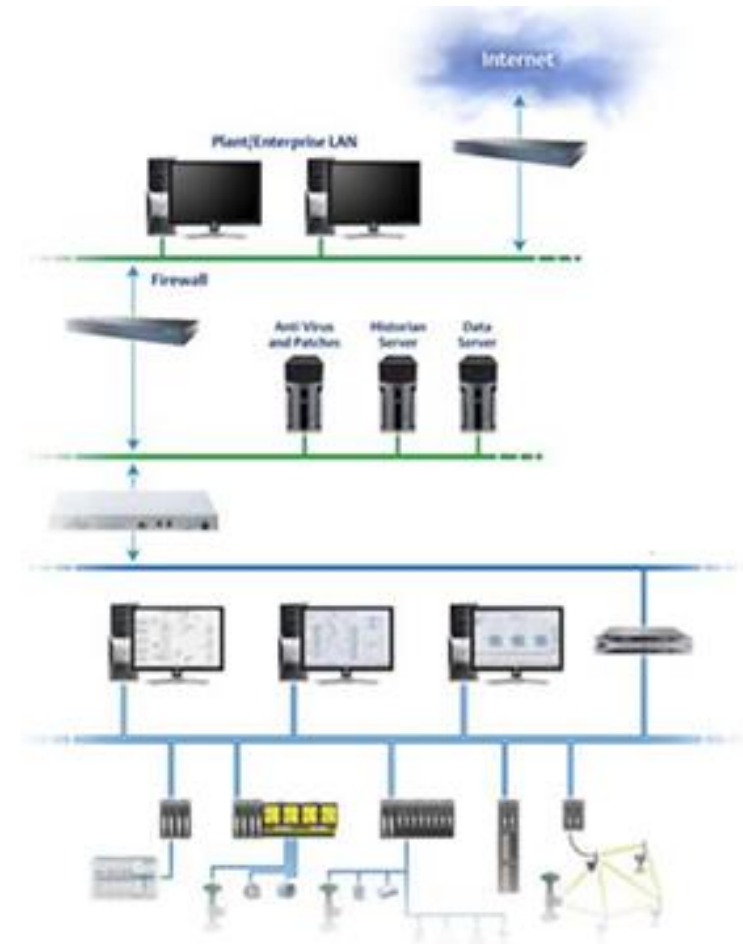 Internet
Plant/Enterprise LAN
Firewall
Anti Virus
and Patches
Historian
Server
Data
Server